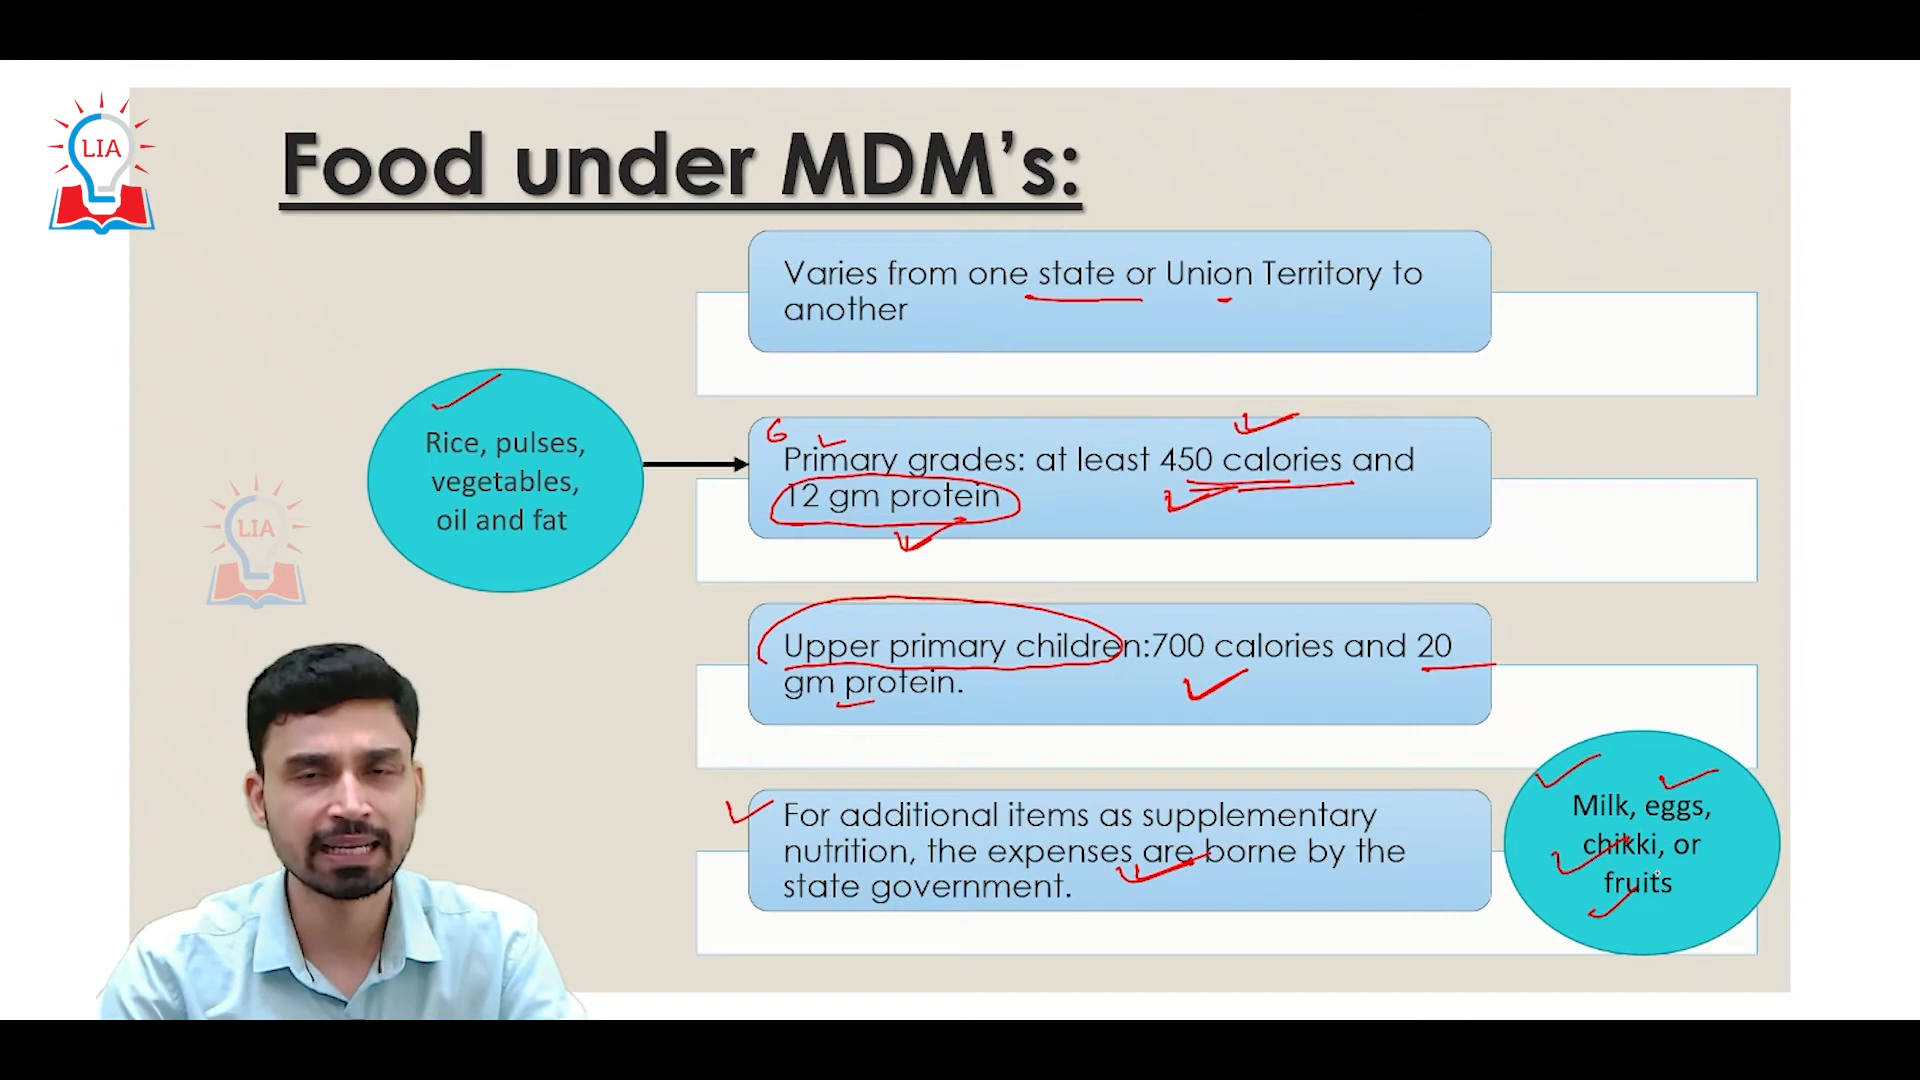 LIA
Food under MDM's:
Varies from one state or Union Territory to
another
Rice, pulses,
vegetables,
oil and fat
6
Primary grades: at least 450 calories and
12 gm protein
LIA
Upper primary children:700 calories and 20
gm protein.
For additional items as supplementary
nutrition, the expenses are borne by the
state government.
Milk, eggs,
chikki, or
fruits